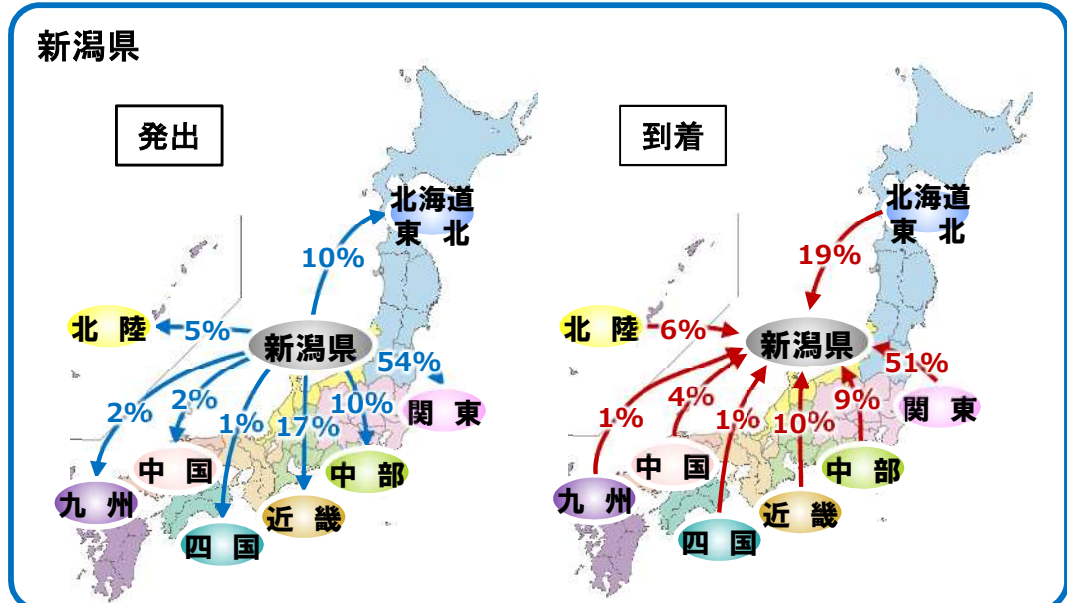 新潟県
発出
北海道
東 北
10%
北 陸
5%
新潟県
54%
関 東
2%
2%
1%
17%
10%
中 国
中 部
九 州
近 畿
四 国
到着
北海道
東 北
19%
北 陸
6%
新潟県
51%
関 東
1%
4%
1%
10%
9%
中 国
中 部
九 州
近 畿
四 国